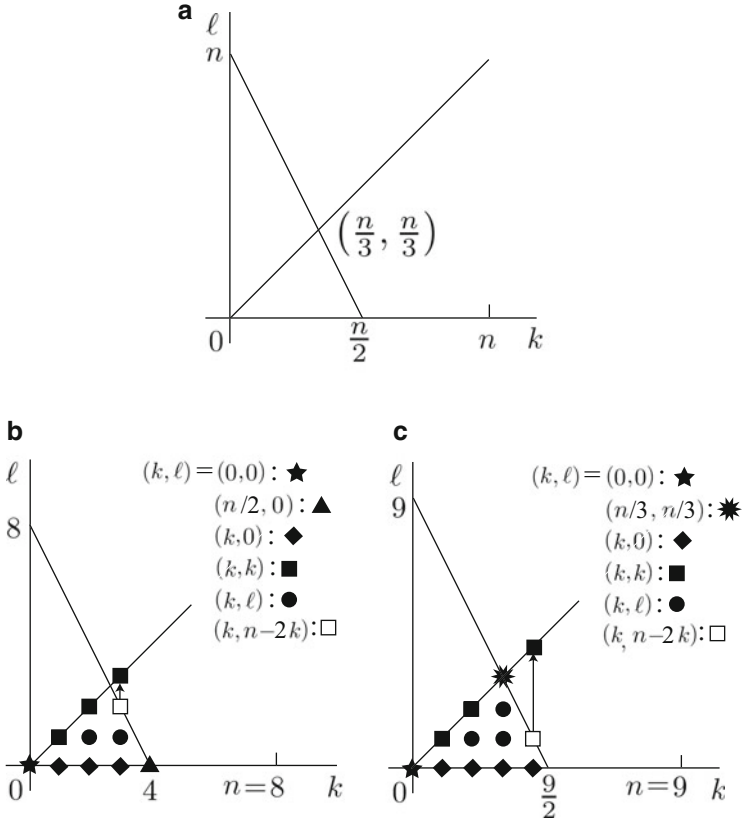 a
ℓ
n
(n/3, n/3)
0
n/2
n
k
b
ℓ
(k, ℓ) = (0,0) : ★
(n/2, 0) : ▲
8
(k,0) : ◆
(k,k) : ■
(k, ℓ) : ●
(k, n−2k) : □
0
4
n=8
k
c
ℓ
(k, ℓ) = (0,0) : ★
9
(n/3, n/3) : ✸
(k,0) : ◆
(k,k) : ■
(k, ℓ) : ●
(k, n−2k) : □
0
9/2
n=9
k